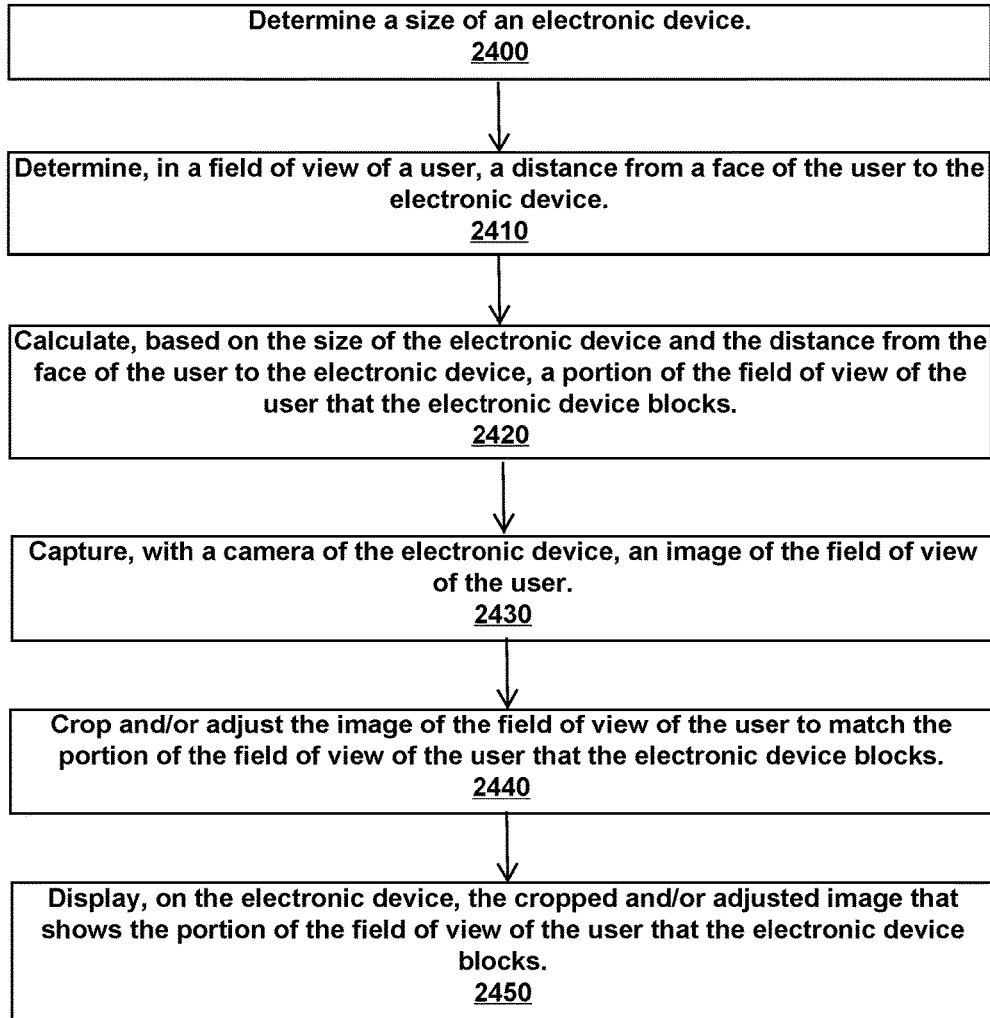 Determine a size of an electronic device.
2400
Determine, in a field of view of a user, a distance from a face of the user to the
electronic device.
2410
Calculate, based on the size of the electronic device and the distance from the
face of the user to the electronic device, a portion of the field of view of the
user that the electronic device blocks.
2420
Capture, with a camera of the electronic device, an image of the field of view
of the user.
2430
Crop and/or adjust the image of the field of view of the user to match the
portion of the field of view of the user that the electronic device blocks.
2440
Display, on the electronic device, the cropped and/or adjusted image that
shows the portion of the field of view of the user that the electronic device
blocks.
2450